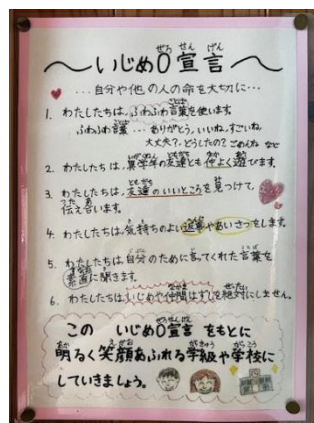 〜いじめ0宣言〜
…自分や他の人の命を大切に…
1. わたしたちは、ふわふわ言葉を使います。
ふわふわ言葉…ありがとう。いいね。すごいね。
大丈夫？どうしたの？ごめんね など
2. わたしたちは、異学年の友達とも仲よく遊びます。
3. わたしたちは、友達のいいところを見つけて、
伝え合います。
4. わたしたちは、気持ちのよい返事やあいさつをします。
5. わたしたちは、自分のために言ってくれた言葉を
素直に聞きます。
6. わたしたちは、いじめや仲間はずしを絶対にしません。
この いじめ0宣言 をもとに
明るく笑顔あふれる学級や学校に
していきましょう。